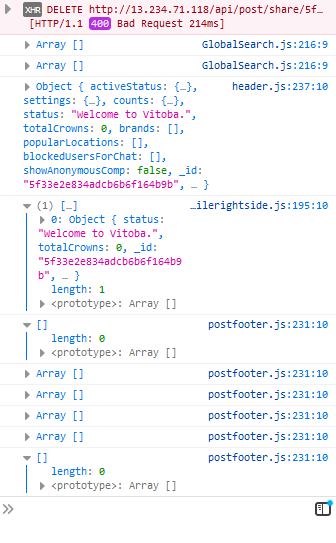 XHR DELETE http://13.234.71.118/api/post/share/5f…
[HTTP/1.1 400 Bad Request 214ms]
Array [] GlobalSearch.js:216:9
Array [] GlobalSearch.js:216:9
Object { activeStatus: {…}, header.js:237:10
settings: {…}, counts: {…},
status: "Welcome to Vitoba.",
totalCrowns: 0, brands: [],
popularLocations: [],
blockedUsersForChat: [],
showAnonymousComp: false, _id:
"5f33e2e834adcb6b6f164b9b", … }
(1) […] …ilerightside.js:195:10
0: Object { status:
"Welcome to Vitoba.",
totalCrowns: 0, _id:
"5f33e2e834adcb6b6f164b9
b", … }
length: 1
<prototype>: Array []
[] postfooter.js:231:10
length: 0
<prototype>: Array []
Array [] postfooter.js:231:10
Array [] postfooter.js:231:10
Array [] postfooter.js:231:10
Array [] postfooter.js:231:10
[] postfooter.js:231:10
length: 0
<prototype>: Array []